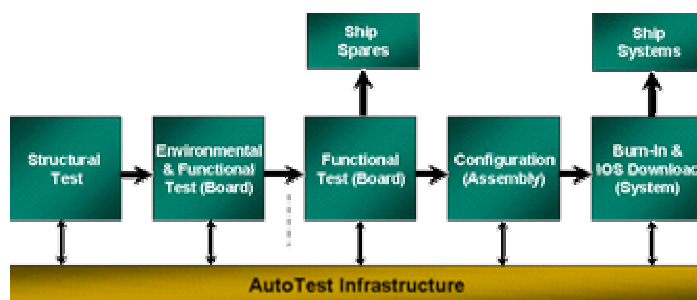 Ship
Spares
Ship
Systems
Structural
Test
Environmental
& Functional
Test (Board)
Functional
Test (Board)
Configuration
(Assembly)
Burn-In &
IOS Download
(System)
AutoTest Infrastructure